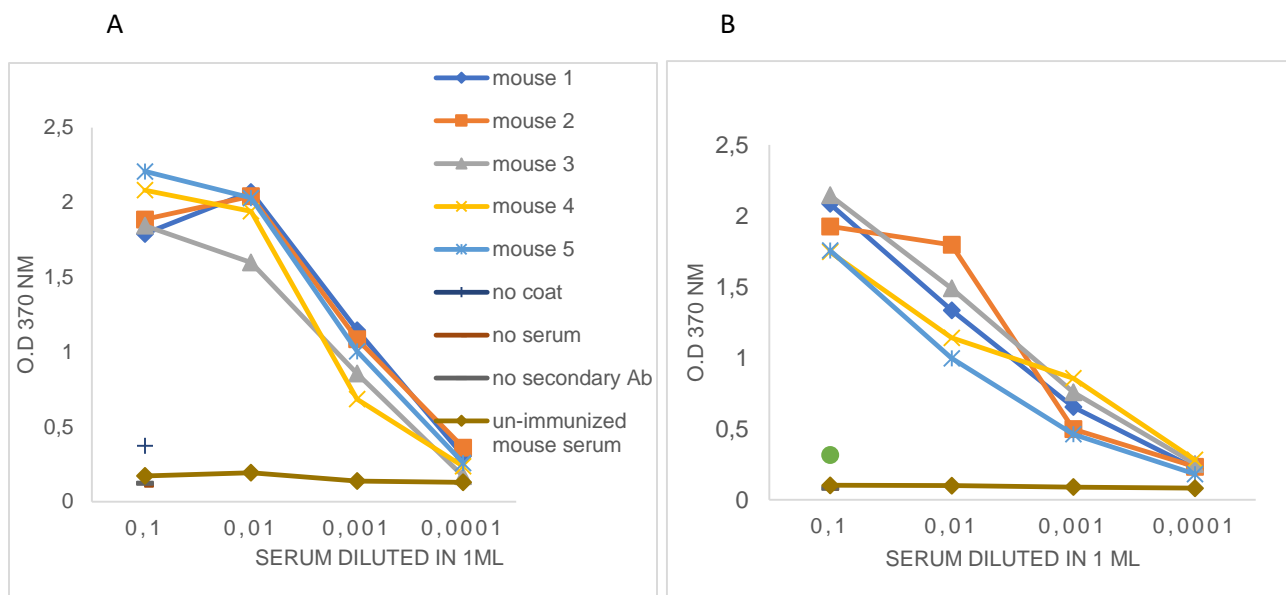 A
B
2,5
2
1,5
1
0,5
0
O.D 370 NM
0,1
0,01
0,001
0,0001
SERUM DILUTED IN 1ML
mouse 1
mouse 2
mouse 3
mouse 4
mouse 5
no coat
no serum
no secondary Ab
un-immunized
mouse serum
2,5
2
1,5
1
0,5
0
O.D 370 NM
0,1
0,01
0,001
0,0001
SERUM DILUTED IN 1 ML